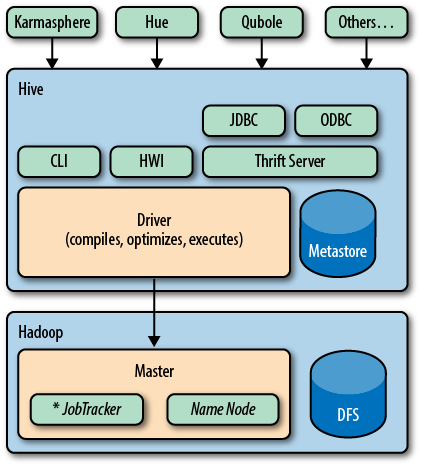 Karmasphere
Hue
Qubole
Others...
Hive
JDBC
ODBC
CLI
HWI
Thrift Server
Driver
(compiles, optimizes, executes)
Metastore
Hadoop
Master
* JobTracker
Name Node
DFS